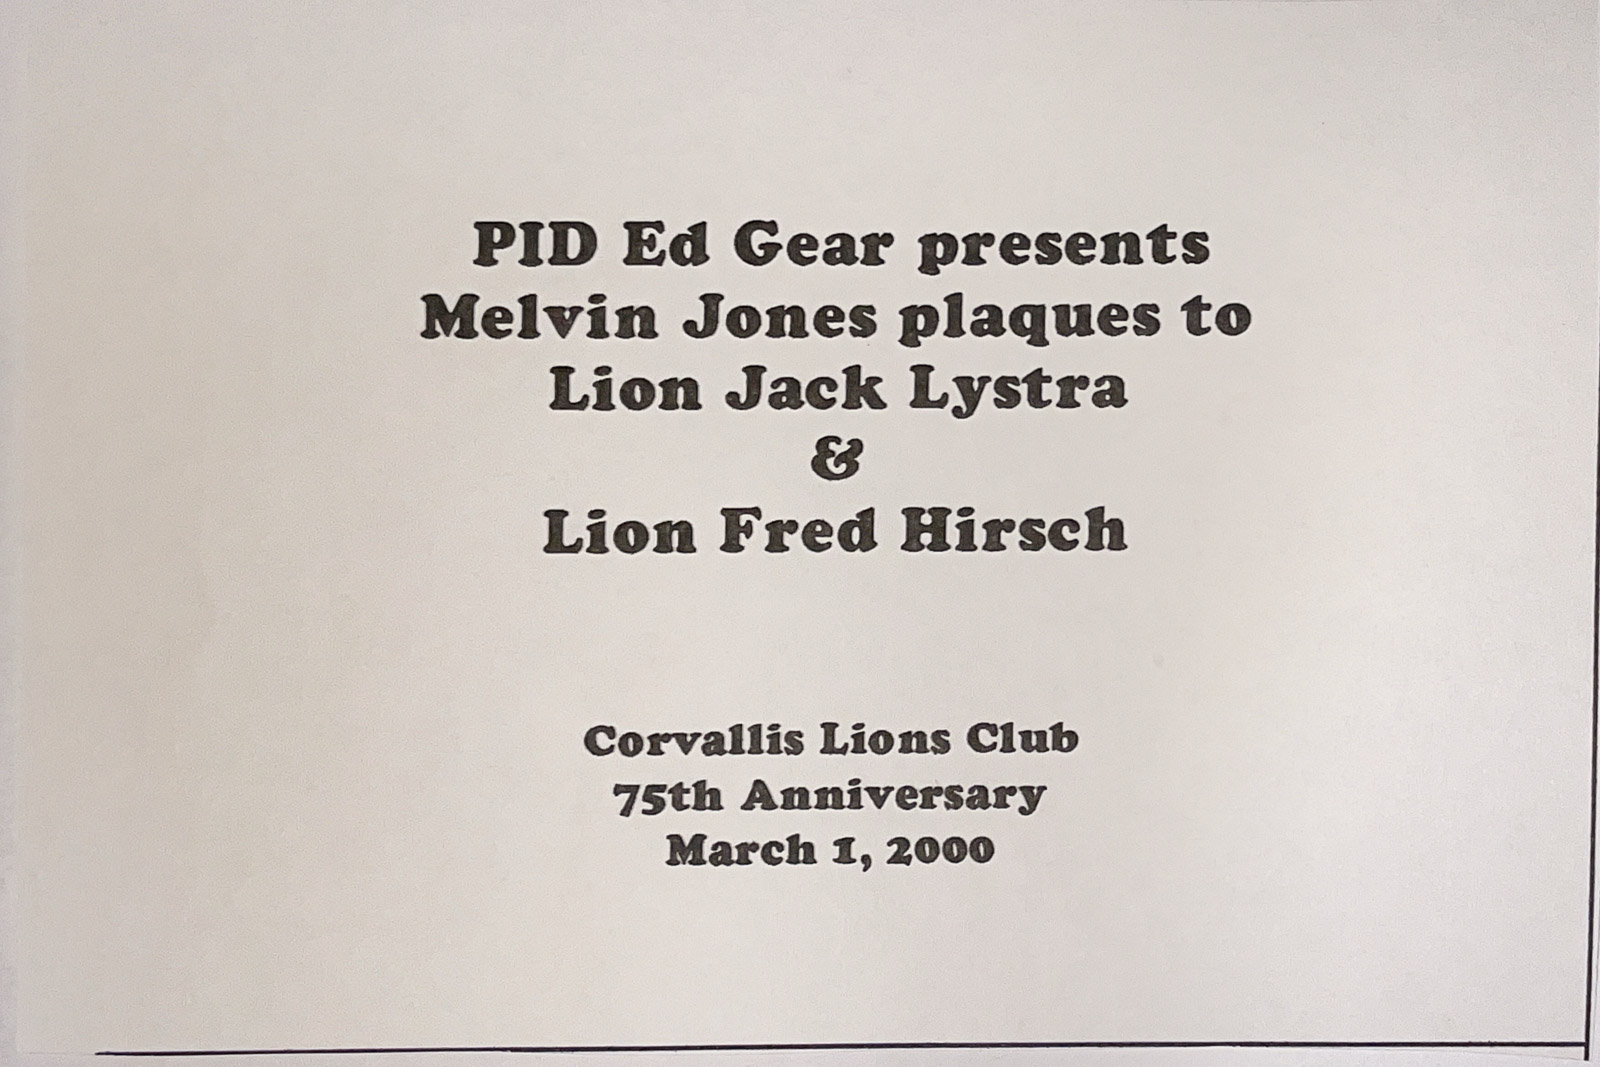 PID Ed Gear presents
Melvin Jones plaques to
Lion Jack Lystra
&
Lion Fred Hirsch
Corvallis Lions Club
75th Anniversary
March 1, 2000